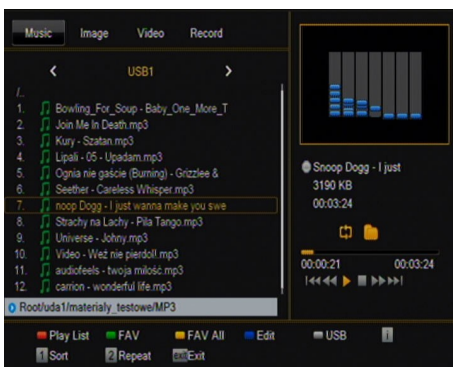 Music Image Video Record
USB1
/..
1. Bowling_For_Soup - Baby_One_More_T
2. Join Me In Death.mp3
3. Kury - Szatan.mp3
4. Lipali - 05 - Upadam.mp3
5. Ognia nie gaście (Burning) - Grizzlee &
6. Seether - Careless Whisper.mp3
7. noop Dogg - I just wanna make you swe
8. Strachy na Lachy - Pila Tango.mp3
9. Universe - Johny.mp3
10. Video - Weź nie pierdoll.mp3
11. audiofeels - twoja miłość.mp3
12. carrion - wonderful life.mp3
Root/uda1/materialy_testowe/MP3
Snoop Dogg - I just
3190 KB
00:03:24
00:00:21 00:03:24
Play List FAV FAV All Edit USB i
1 Sort 2 Repeat exit Exit